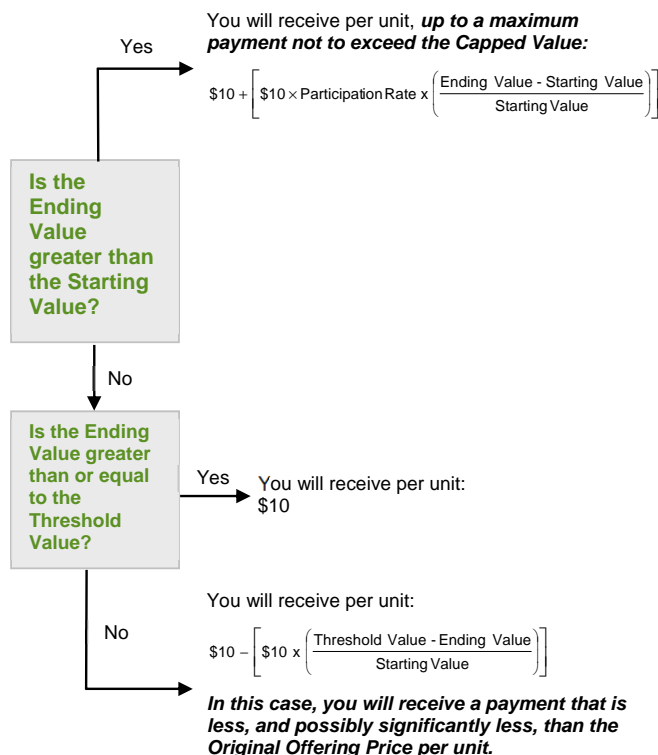 You will receive per unit, up to a maximum
payment not to exceed the Capped Value:
Yes
$10 + [ $10 × Participation Rate x ( Ending Value - Starting Value / Starting Value ) ]
Is the
Ending
Value
greater than
the Starting
Value?
No
Is the Ending
Value greater
than or equal
to the
Threshold
Value?
Yes
You will receive per unit:
$10
No
You will receive per unit:
$10 – [ $10 x ( Threshold Value - Ending Value / Starting Value ) ]
In this case, you will receive a payment that is
less, and possibly significantly less, than the
Original Offering Price per unit.